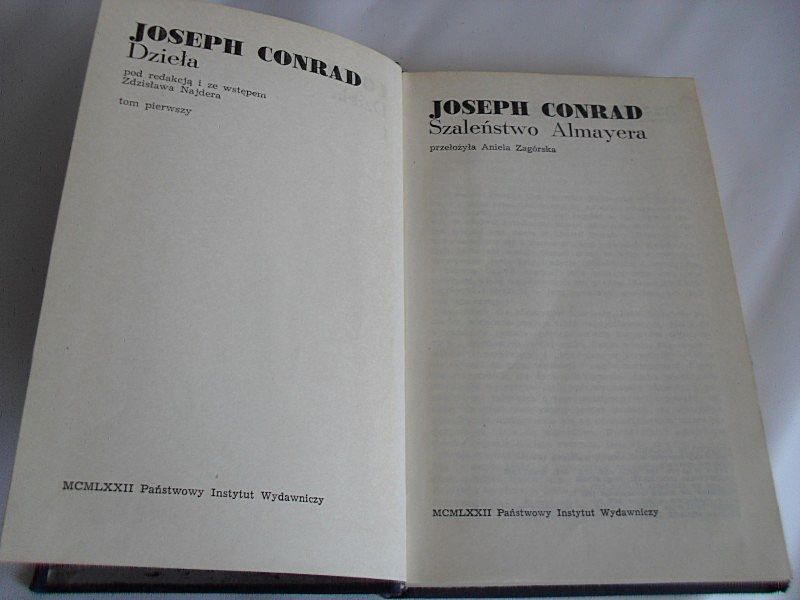 JOSEPH CONRAD
Dzieła
pod redakcją i ze wstępem
Zdzisława Najdera
tom pierwszy
MCMLXXII Państwowy Instytut Wydawniczy
JOSEPH CONRAD
Szaleństwo Almayera
przełożyła Aniela Zagórska
MCMLXXII Państwowy Instytut Wydawniczy